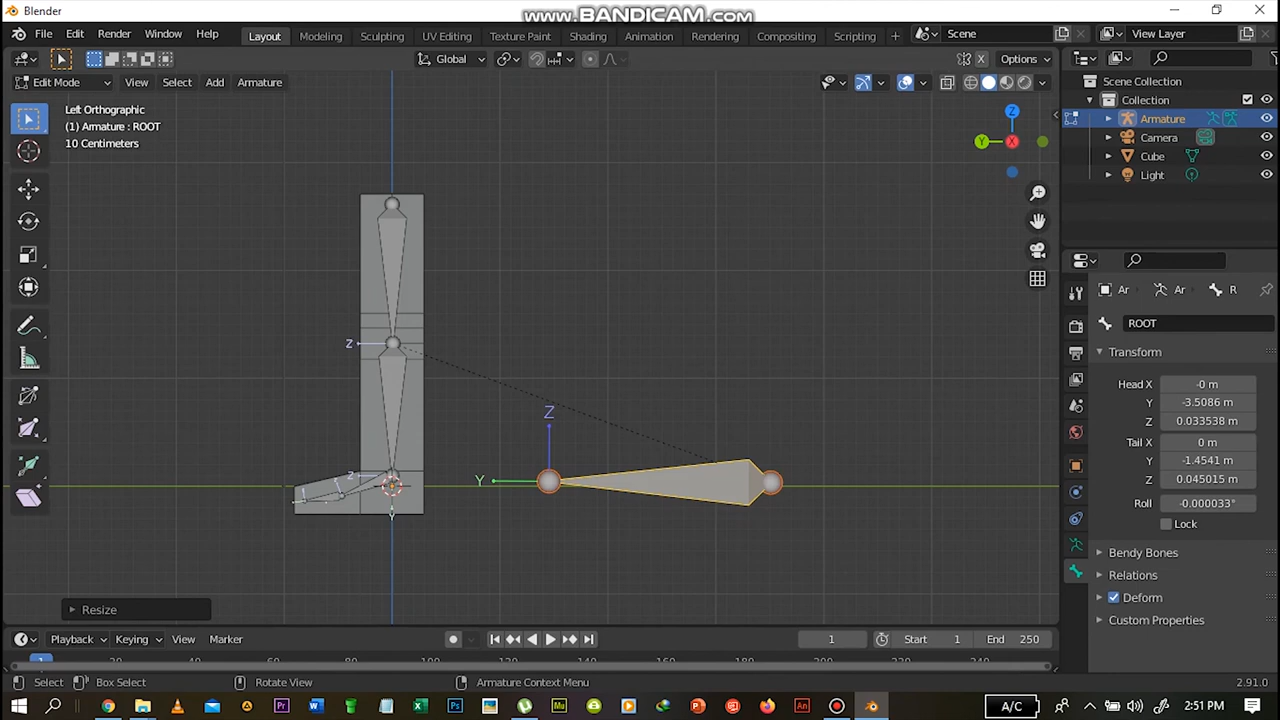 Blender
www.BANDICAM.com
File Edit Render Window Help
Layout Modeling Sculpting UV Editing Texture Paint Shading Animation Rendering Compositing Scripting +
Scene
View Layer
Global
X
Options
Edit Mode View Select Add Armature
Left Orthographic
(1) Armature : ROOT
10 Centimeters
Z
Y
X
Scene Collection
Collection
Armature
Camera
Cube
Light
Ar
Ar
R
ROOT
Transform
Head X -0 m
Y -3.5086 m
Z 0.033538 m
Tail X 0 m
Y -1.4541 m
Z 0.045015 m
Roll -0.000033°
Lock
Bendy Bones
Relations
Deform
Custom Properties
Z
Z
Z
Y
Resize
Playback Keying View Marker
1
Start 1
End 250
1
Select Box Select Rotate View Armature Context Menu 2.91.0
A/C
2:51 PM